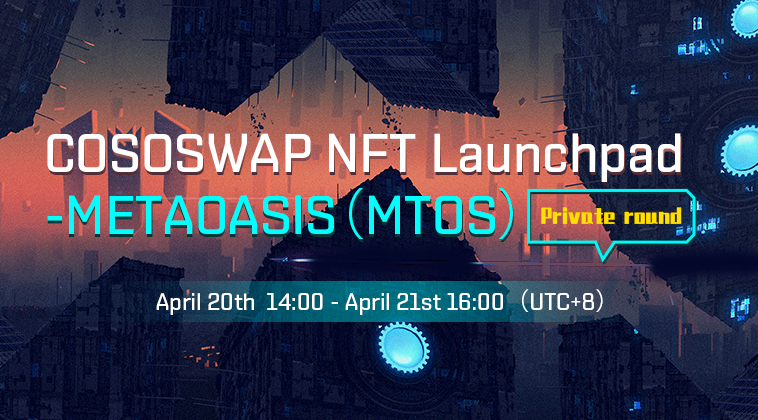 COSOSWAP NFT Launchpad
-METAOASIS（MTOS）
Private round
April 20th 14:00 - April 21st 16:00（UTC+8）